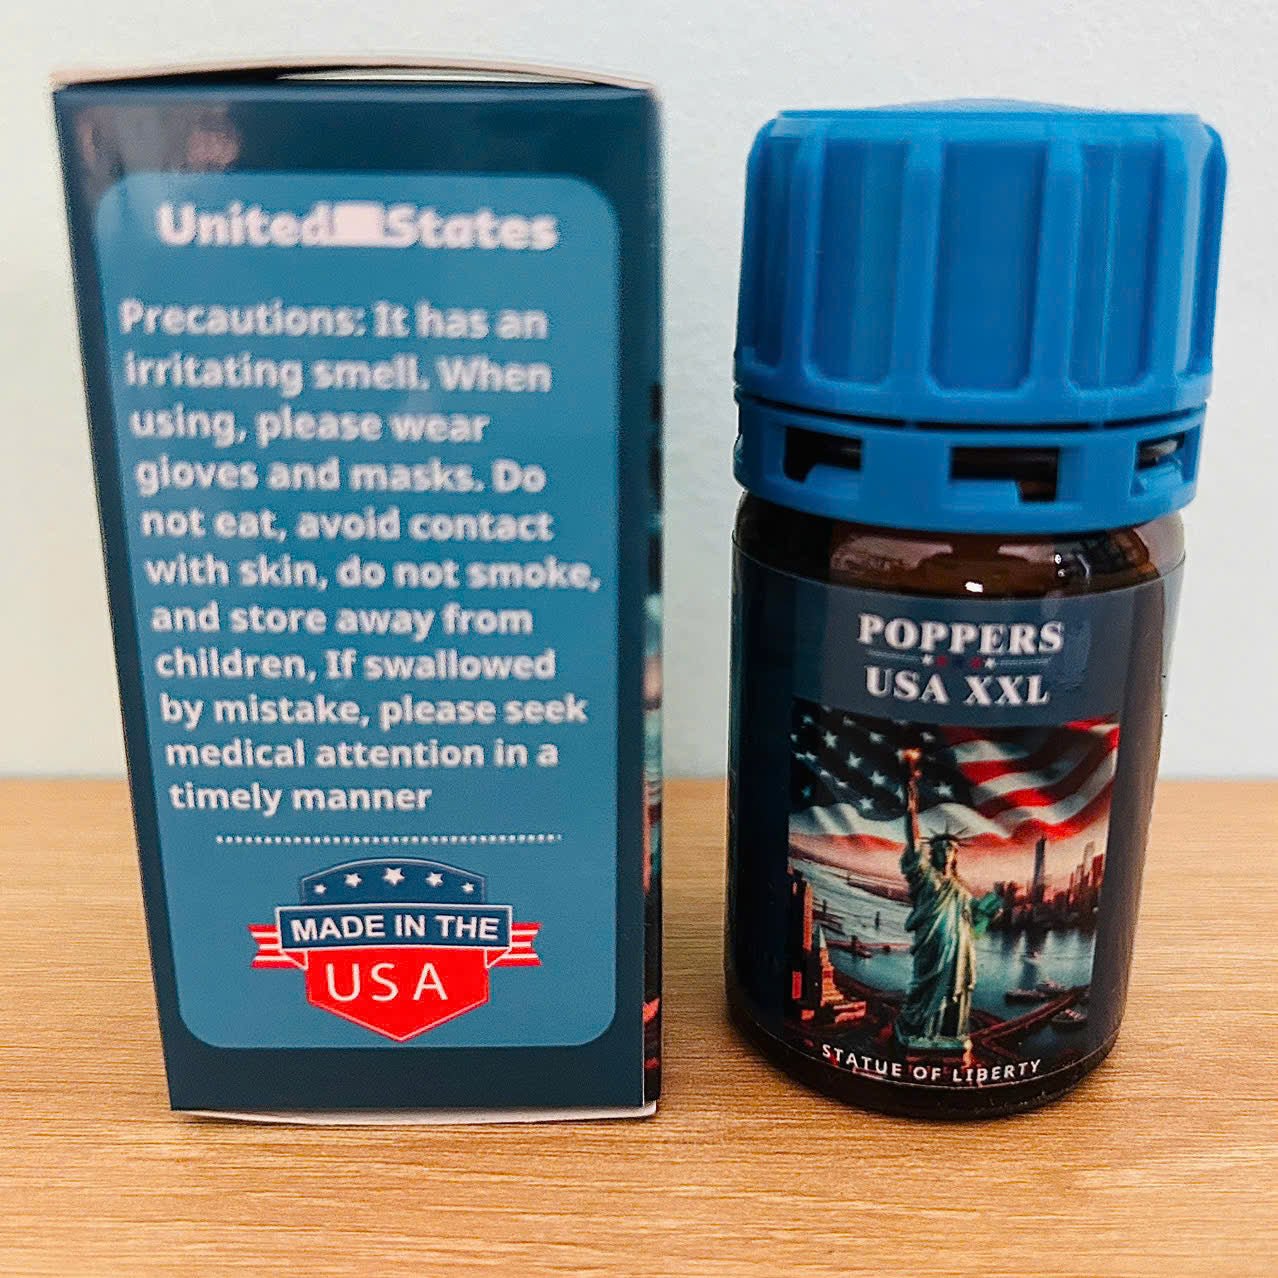 United States
Precautions: It has an
irritating smell. When
using, please wear
gloves and masks. Do
not eat, avoid contact
with skin, do not smoke,
and store away from
children, If swallowed
by mistake, please seek
medical attention in a
timely manner
MADE IN THE
USA
POPPERS
USA XXL
STATUE OF LIBERTY